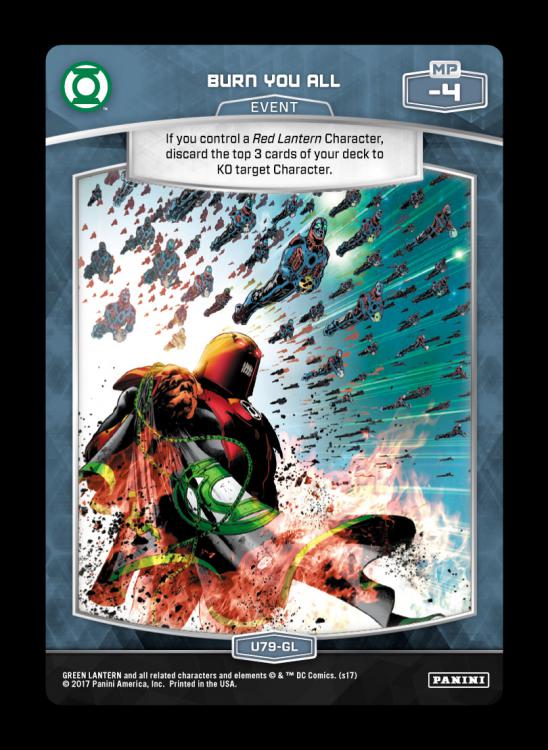 BURN YOU ALL
MP
-4
EVENT
If you control a Red Lantern Character,
discard the top 3 cards of your deck to
KO target Character.
U79-GL
GREEN LANTERN and all related characters and elements © & ™ DC Comics. (s17)
© 2017 Panini America, Inc. Printed in the USA.
PANINI